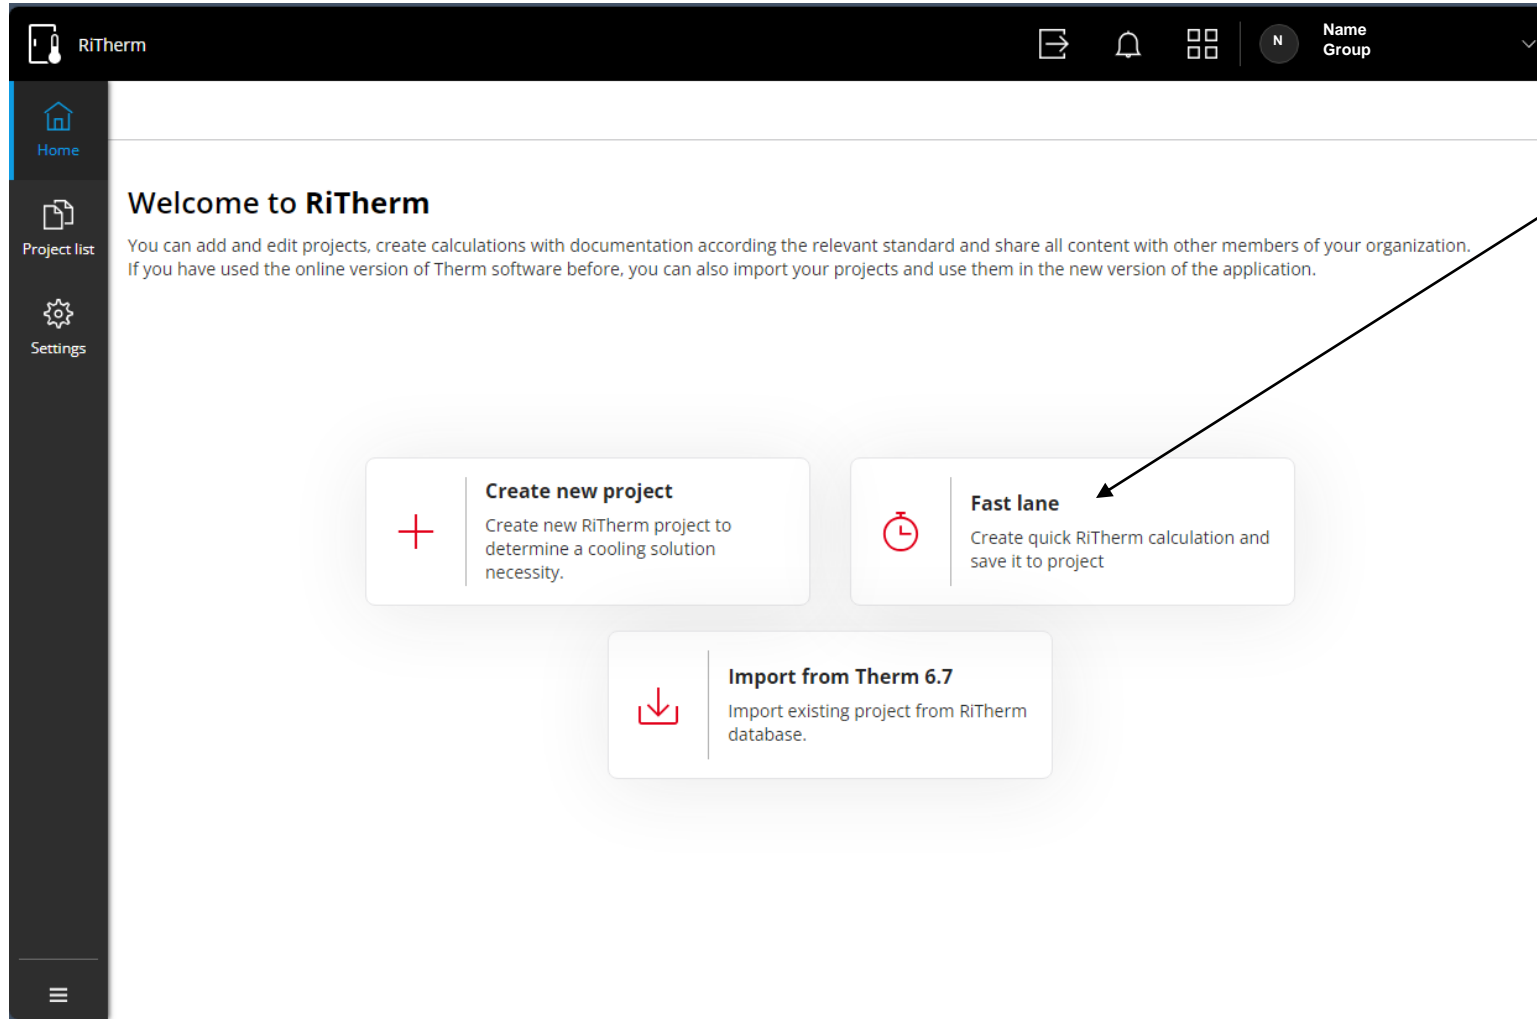 RiTherm
N
Name
Group
Home
Project list
Settings
Welcome to RiTherm
You can add and edit projects, create calculations with documentation according the relevant standard and share all content with other members of your organization.
If you have used the online version of Therm software before, you can also import your projects and use them in the new version of the application.
Create new project
Create new RiTherm project to
determine a cooling solution
necessity.
Fast lane
Create quick RiTherm calculation and
save it to project
Import from Therm 6.7
Import existing project from RiTherm
database.